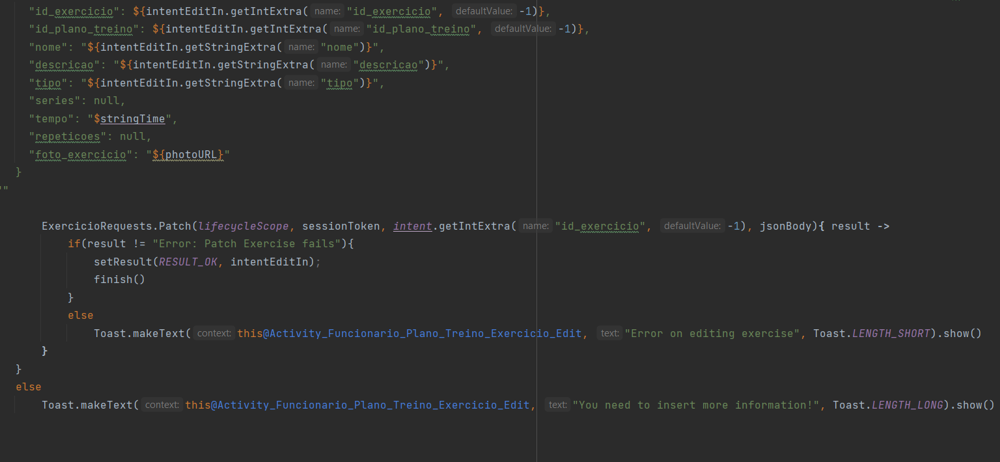 "id_exercicio": ${intentEditIn.getIntExtra( name: "id_exercicio", defaultValue: -1)},
"id_plano_treino": ${intentEditIn.getIntExtra( name: "id_plano_treino", defaultValue: -1)},
"nome": "${intentEditIn.getStringExtra( name: "nome")}",
"descricao": "${intentEditIn.getStringExtra( name: "descricao")}",
"tipo": "${intentEditIn.getStringExtra( name: "tipo")}",
"series": null,
"tempo": "$stringTime",
"repeticoes": null,
"foto_exercicio": "${photoURL}"
}
""
ExercicioRequests.Patch(lifecycleScope, sessionToken, intent.getIntExtra( name: "id_exercicio", defaultValue: -1), jsonBody){ result ->
if(result != "Error: Patch Exercise fails"){
setResult(RESULT_OK, intentEditIn);
finish()
}
else
Toast.makeText( context: this@Activity_Funcionario_Plano_Treino_Exercicio_Edit, text: "Error on editing exercise", Toast.LENGTH_SHORT).show()
}
}
else
Toast.makeText( context: this@Activity_Funcionario_Plano_Treino_Exercicio_Edit, text: "You need to insert more information!", Toast.LENGTH_LONG).show()